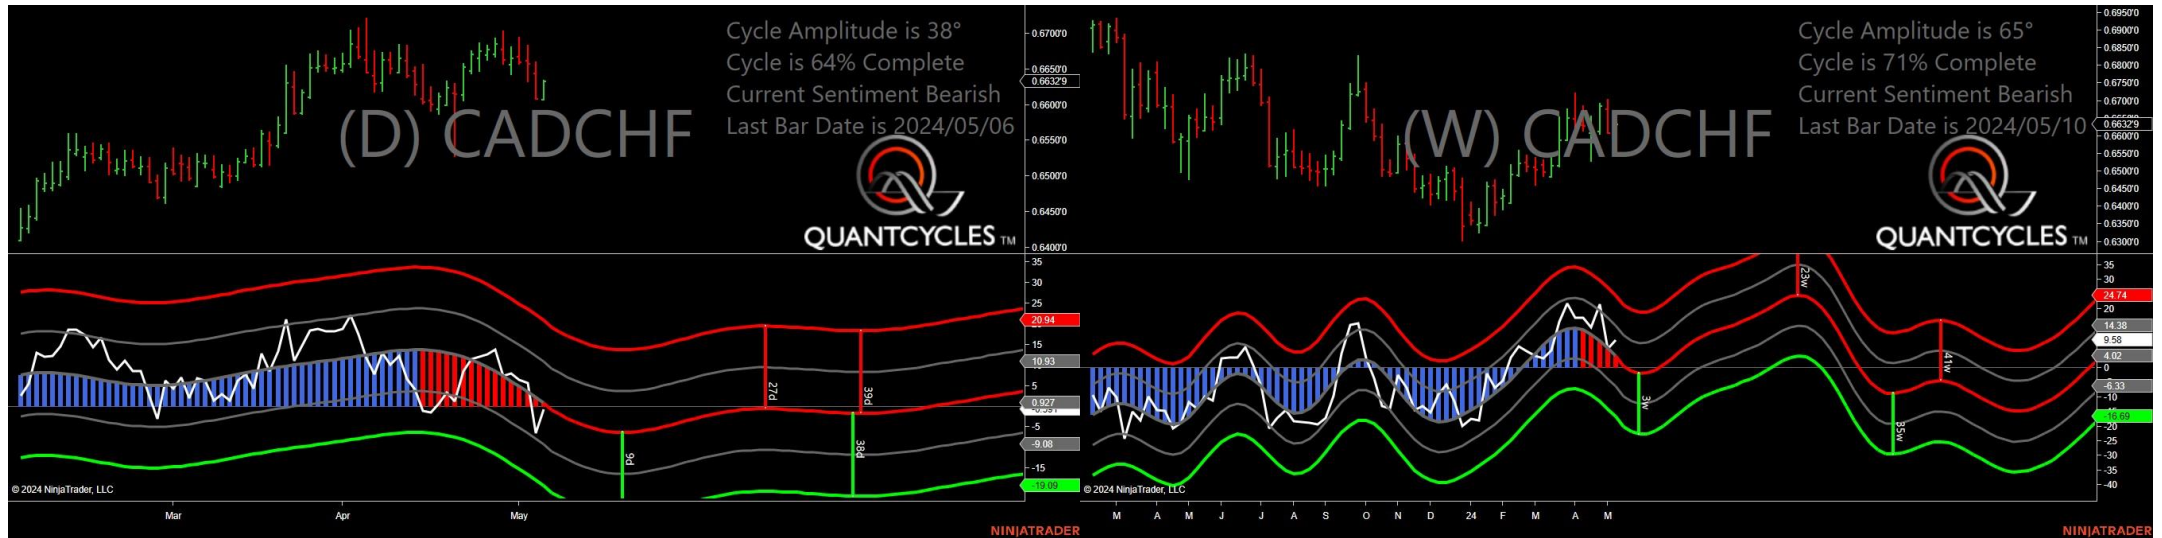 Cycle Amplitude is 38°
Cycle is 64% Complete
Current Sentiment Bearish
Last Bar Date is 2024/05/06
(D) CADCHF
QUANTCYCLES TM
0.6700'0
0.6650'0
0.6632'9
0.6600'0
0.6550'0
0.6500'0
0.6450'0
0.6400'0
35
30
25
20.94
15
10.93
5
0.927
-5
-9.08
-15
-19.09
9d
27d
38d
39d
© 2024 NinjaTrader, LLC
Mar Apr May
NINJATRADER
Cycle Amplitude is 65°
Cycle is 71% Complete
Current Sentiment Bearish
Last Bar Date is 2024/05/10
(W) CADCHF
QUANTCYCLES TM
0.6950'0
0.6900'0
0.6850'0
0.6800'0
0.6750'0
0.6700'0
0.6632'9
0.6600'0
0.6550'0
0.6500'0
0.6450'0
0.6400'0
0.6350'0
0.6300'0
35
30
24.74
20
14.38
9.58
4.02
0
-6.33
-10
-16.69
-20
-25
-30
-35
-40
3w
23w
35w
41w
© 2024 NinjaTrader, LLC
M A M J J A S O N D 24 F M A M
NINJATRADER